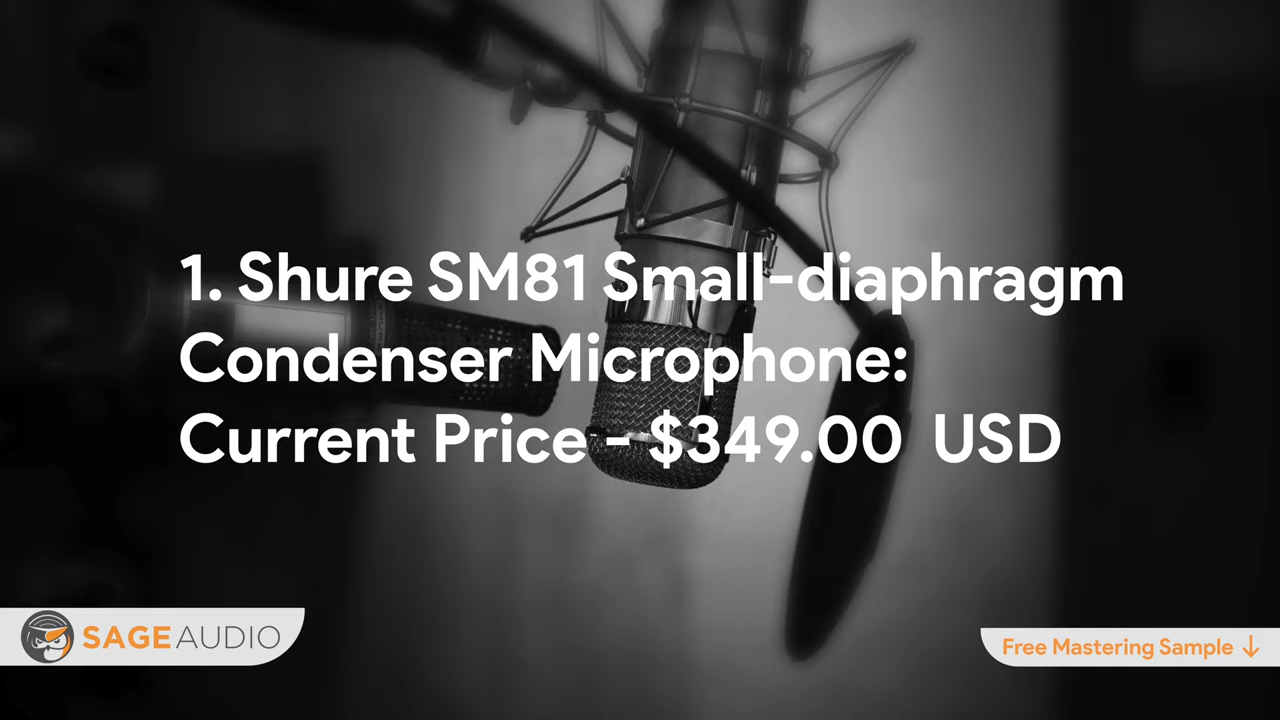 1. Shure SM81 Small-diaphragm
Condenser Microphone:
Current Price - $349.00 USD
SAGE AUDIO
Free Mastering Sample ↓